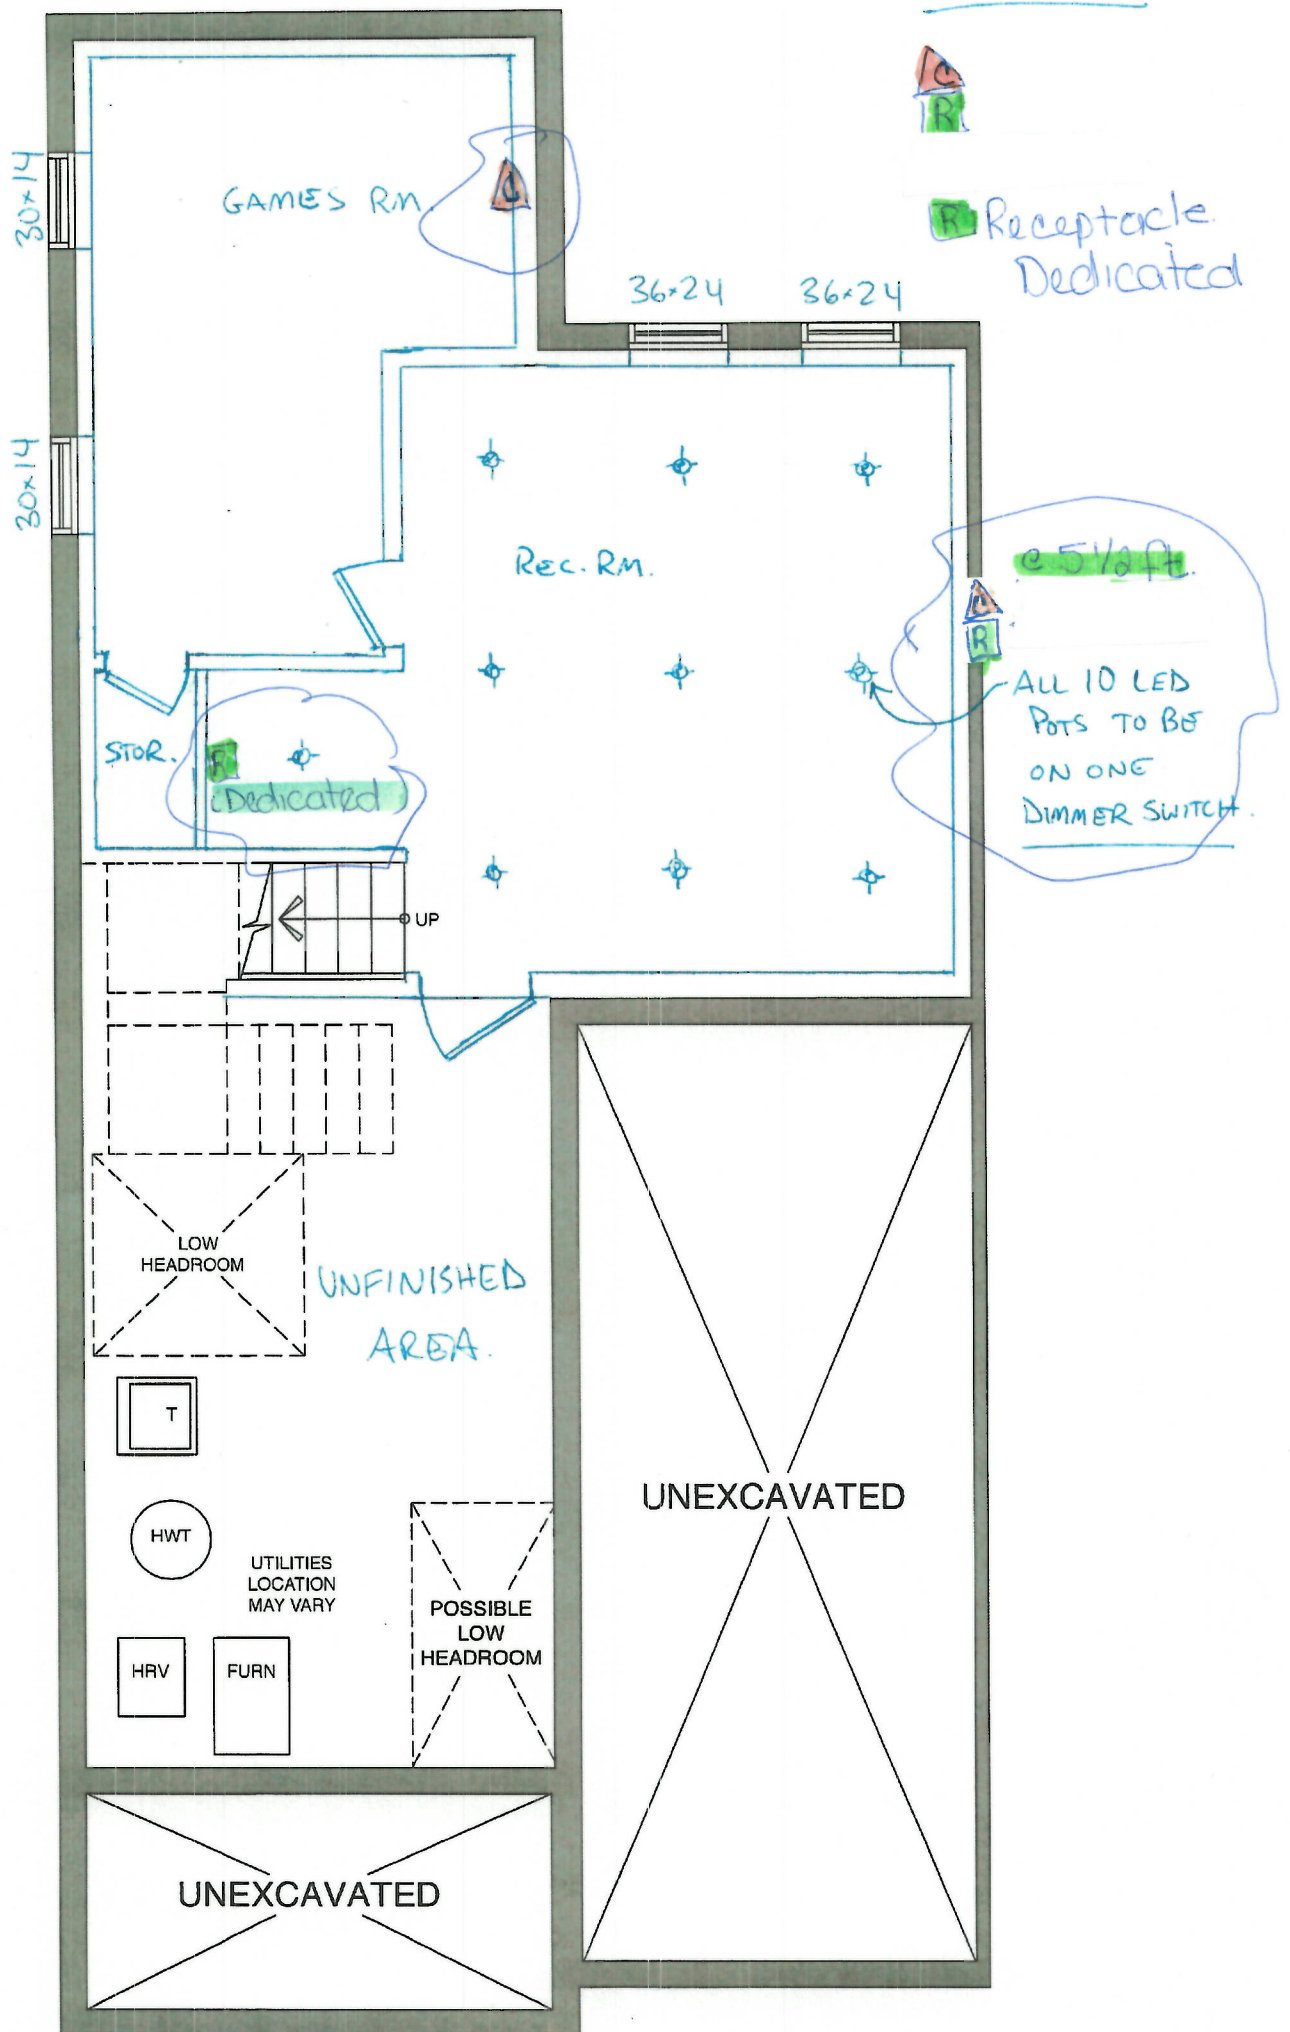 C
R
R Receptacle
Dedicated
30x14
GAMES RM.
36x24 36x24
30x14
REC. RM.
@ 5 1/2 ft.
R
ALL 10 LED
POTS TO BE
ON ONE
DIMMER SWITCH.
STOR.
R
(Dedicated)
UP
LOW
HEADROOM
UNFINISHED
AREA.
T
HWT
UTILITIES
LOCATION
MAY VARY
HRV
FURN
POSSIBLE
LOW
HEADROOM
UNEXCAVATED
UNEXCAVATED